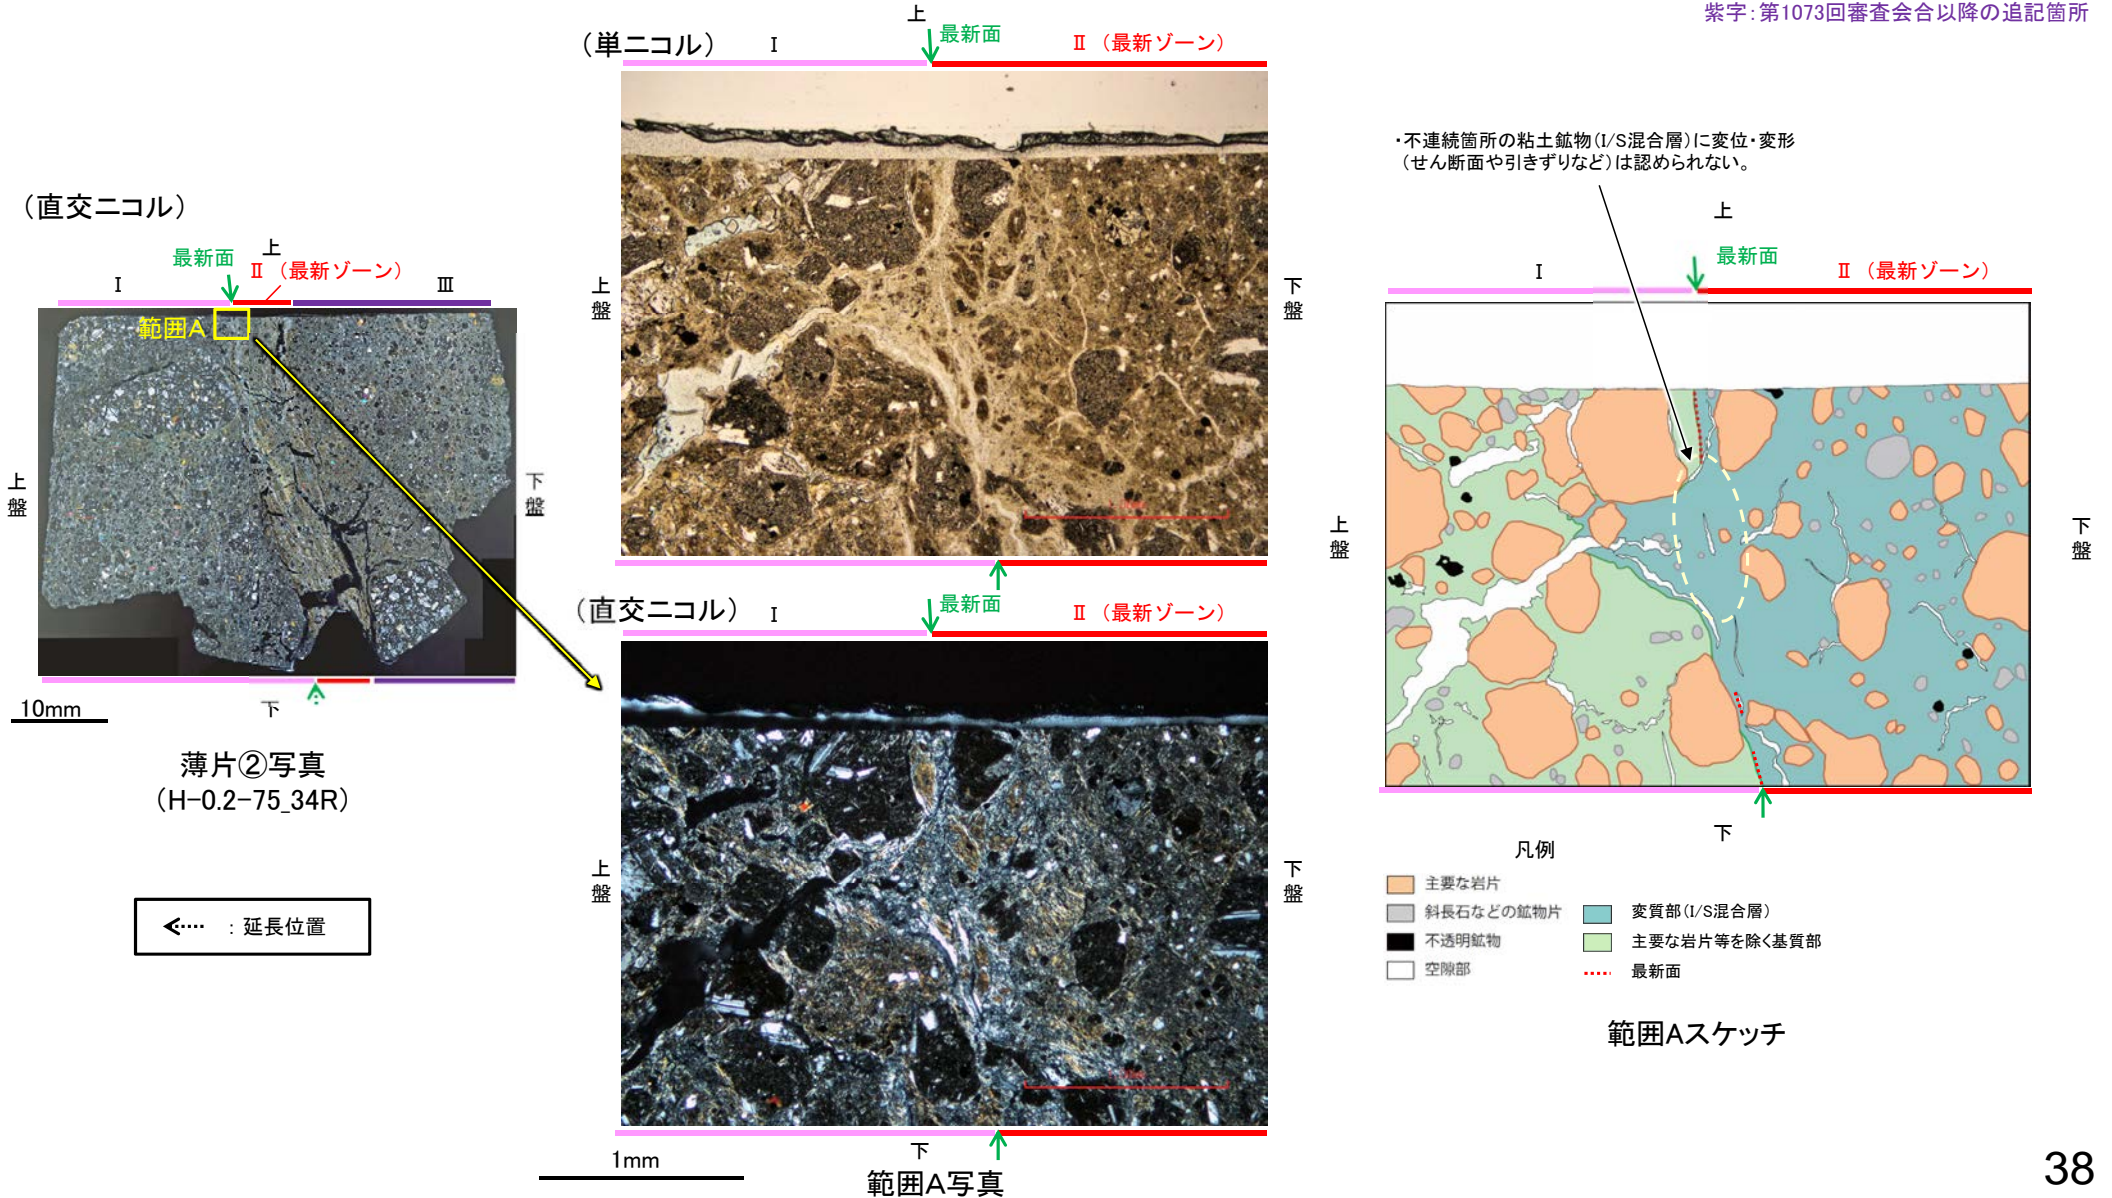 紫字：第1073回審査会合以降の追記箇所
（直交ニコル）
最新面
上
Ⅰ
Ⅱ（最新ゾーン）
Ⅲ
範囲A
上盤
下盤
10mm
下
薄片②写真
（H-0.2-75_34R）
：延長位置
（単ニコル）
上
Ⅰ
最新面
Ⅱ（最新ゾーン）
上盤
下盤
（直交ニコル）
Ⅰ
最新面
Ⅱ（最新ゾーン）
上盤
下盤
下
1mm
範囲A写真
・不連続箇所の粘土鉱物（I/S混合層）に変位・変形
（せん断面や引きずりなど）は認められない。
上
最新面
Ⅰ
Ⅱ（最新ゾーン）
上盤
下盤
下
凡例
主要な岩片
斜長石などの鉱物片
不透明鉱物
空隙部
変質部（I/S混合層）
主要な岩片等を除く基質部
最新面
範囲Aスケッチ
38